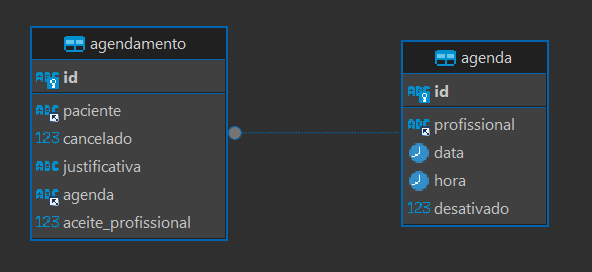 agendamento
ABC id
ABC paciente
123 cancelado
ABC justificativa
ABC agenda
123 aceite_profissional
agenda
ABC id
ABC profissional
data
hora
123 desativado